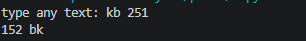 type any text: kb 251
152 bk